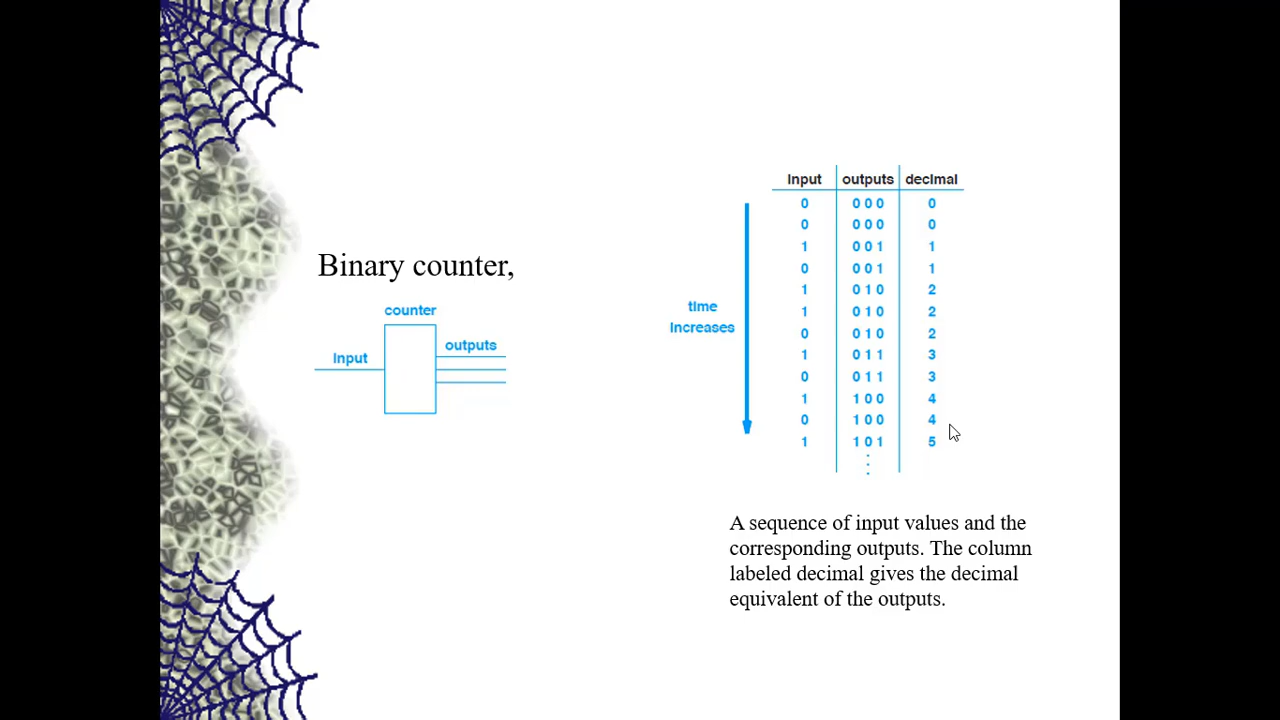 Binary counter,
counter
input
outputs
time
increases
input outputs decimal
0 0 0 0 0
0 0 0 0 0
1 0 0 1 1
0 0 0 1 1
1 0 1 0 2
1 0 1 0 2
0 0 1 0 2
1 0 1 1 3
0 0 1 1 3
1 1 0 0 4
0 1 0 0 4
1 1 0 1 5
⋮
A sequence of input values and the
corresponding outputs. The column
labeled decimal gives the decimal
equivalent of the outputs.